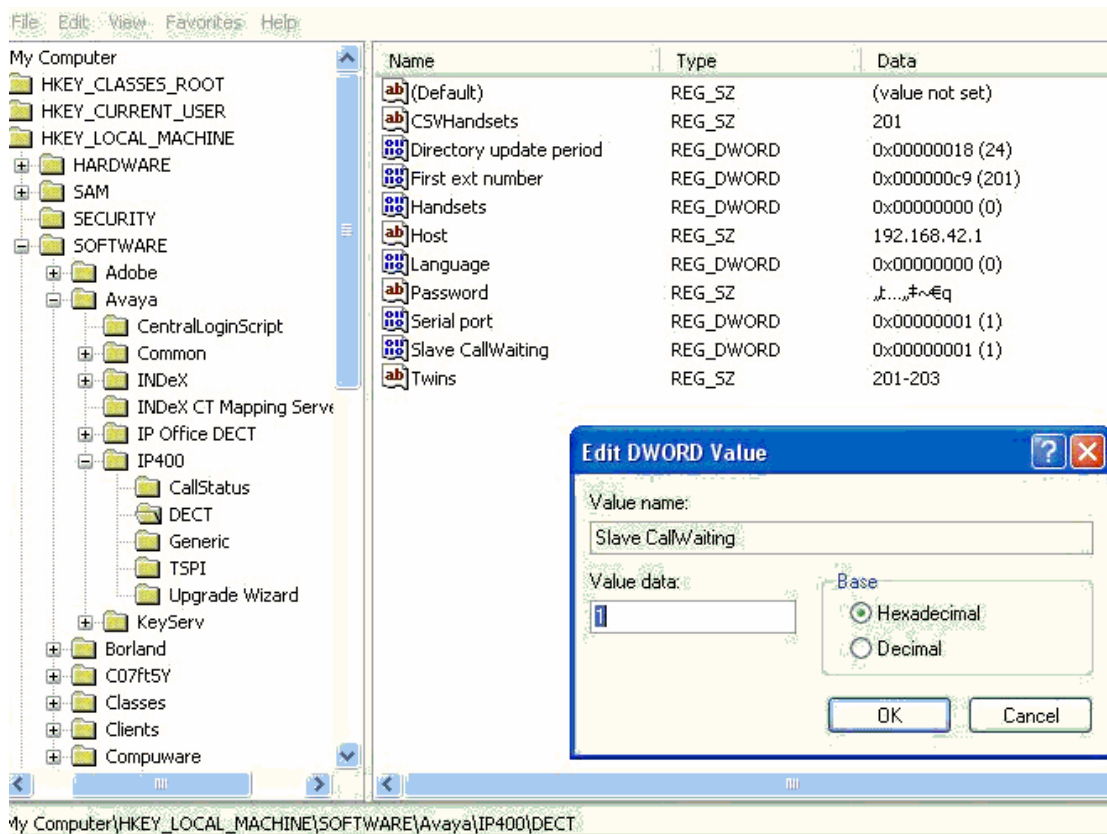 File Edit View Favorites Help
My Computer
HKEY_CLASSES_ROOT
HKEY_CURRENT_USER
HKEY_LOCAL_MACHINE
HARDWARE
SAM
SECURITY
SOFTWARE
Adobe
Avaya
CentralLoginScript
Common
INDeX
INDeX CT Mapping Serve
IP Office DECT
IP400
CallStatus
DECT
Generic
TSPI
Upgrade Wizard
KeyServ
Borland
C07ft5Y
Classes
Clients
Compuware
Name Type Data
(Default) REG_SZ (value not set)
CSVHandsets REG_SZ 201
Directory update period REG_DWORD 0x00000018 (24)
First ext number REG_DWORD 0x000000c9 (201)
Handsets REG_DWORD 0x00000000 (0)
Host REG_SZ 192.168.42.1
Language REG_DWORD 0x00000000 (0)
Password REG_SZ „t…„‡~€q
Serial port REG_DWORD 0x00000001 (1)
Slave CallWaiting REG_DWORD 0x00000001 (1)
Twins REG_SZ 201-203
Edit DWORD Value
Value name:
Slave CallWaiting
Value data: Base
1 Hexadecimal
Decimal
OK Cancel
My Computer\HKEY_LOCAL_MACHINE\SOFTWARE\Avaya\IP400\DECT